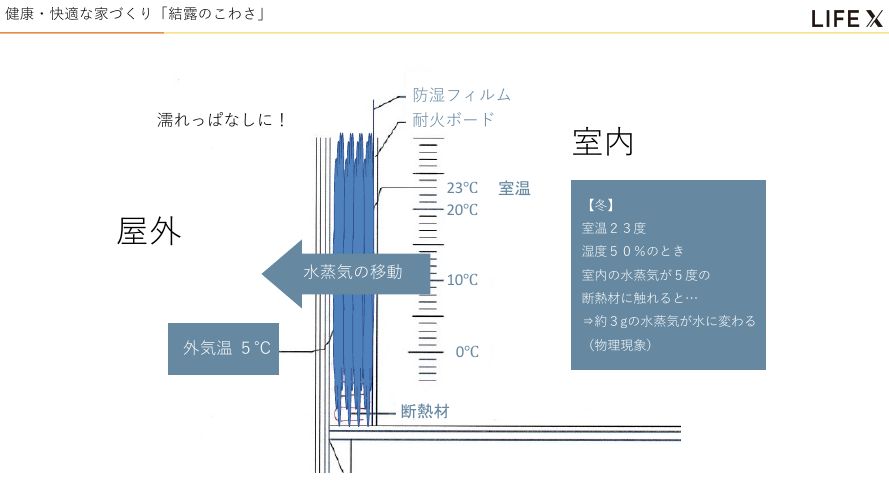 健康・快適な家づくり「結露のこわさ」
LIFE X
防湿フィルム
濡れっぱなしに！
耐火ボード
室内
23℃ 室温
20℃
屋外
水蒸気の移動
10℃
外気温 ５℃
0℃
断熱材
【冬】
室温２３度
湿度５０％のとき
室内の水蒸気が５度の
断熱材に触れると…
⇒約３gの水蒸気が水に変わる
（物理現象）